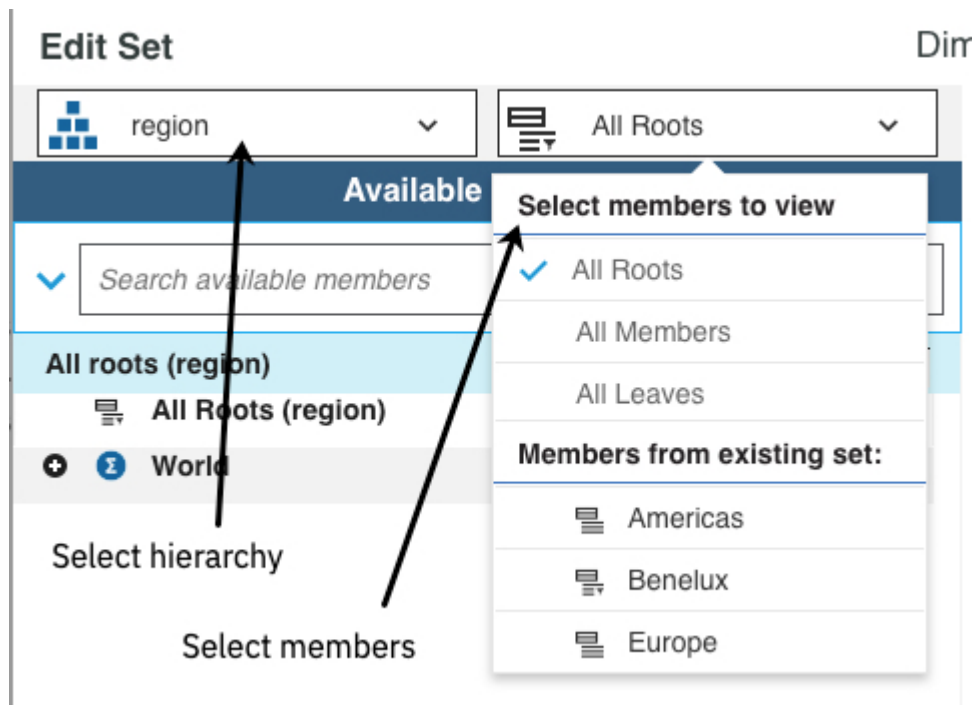 Edit Set
Dim
region
All Roots
Available
Select members to view
Search available members
All Roots
All Members
All roots (region)
All Leaves
All Roots (region)
Members from existing set:
World
Americas
Select hierarchy
Benelux
Select members
Europe